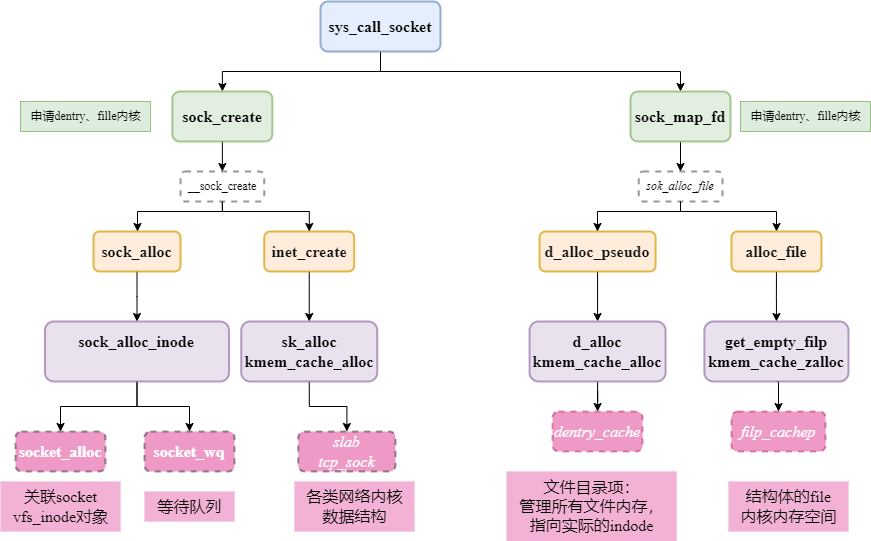 sys_call_socket
申请dentry、fille内核
sock_create
sock_map_fd
申请dentry、fille内核
__sock_create
sok_alloc_file
sock_alloc
inet_create
d_alloc_pseudo
alloc_file
sock_alloc_inode
sk_alloc
kmem_cache_alloc
d_alloc
kmem_cache_alloc
get_empty_filp
kmem_cache_zalloc
socket_alloc
socket_wq
slab
tcp_sock
dentry_cache
filp_cachep
关联socket
vfs_inode对象
等待队列
各类网络内核
数据结构
文件目录项：
管理所有文件内存，
指向实际的indode
结构体的file
内核内存空间